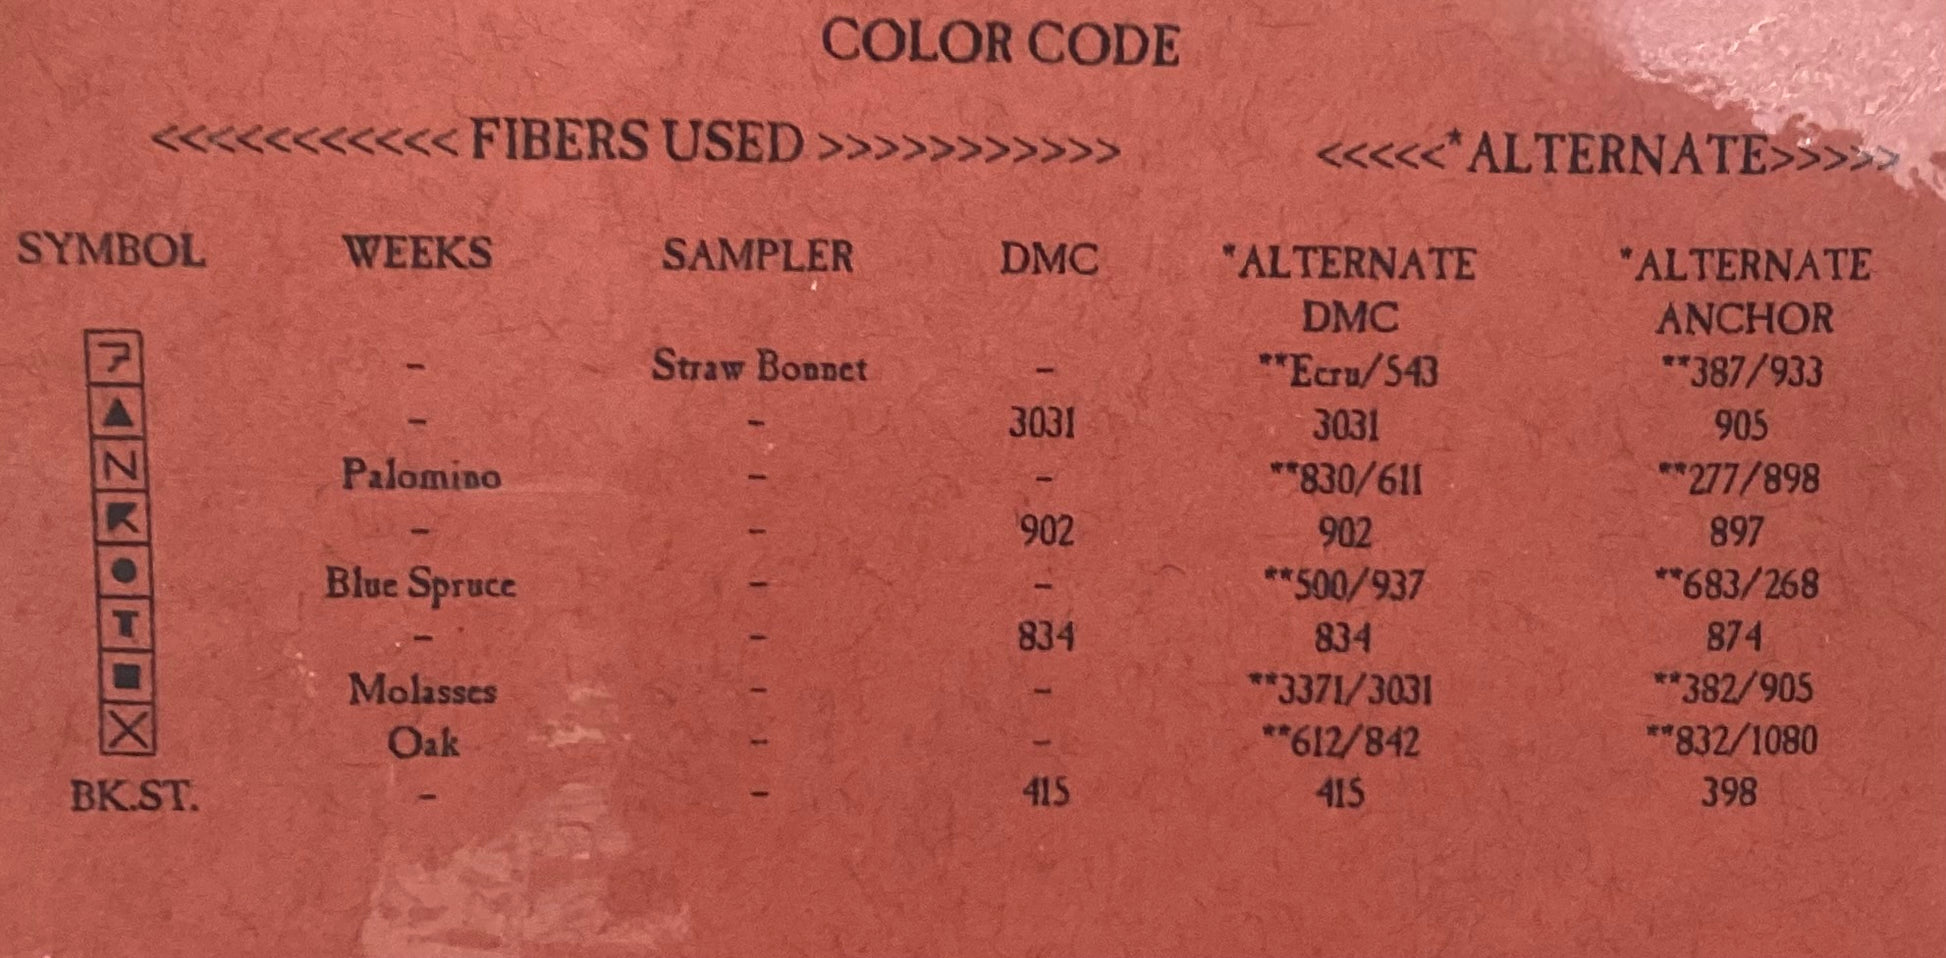 COLOR CODE
<<<<<<<<<<< FIBERS USED >>>>>>>>>>> <<<<<*ALTERNATE>>>>>
SYMBOL WEEKS SAMPLER DMC *ALTERNATE *ALTERNATE
DMC ANCHOR
- Straw Bonnet - **Ecru/543 **387/933
▲ - - 3031 3031 905
N Palomino - - **830/611 **277/898
- - 902 902 897
● Blue Spruce - - **500/937 **683/268
T - - 834 834 874
■ Molasses - - **3371/3031 **382/905
X Oak - - **612/842 **832/1080
BK.ST. - - 415 415 398